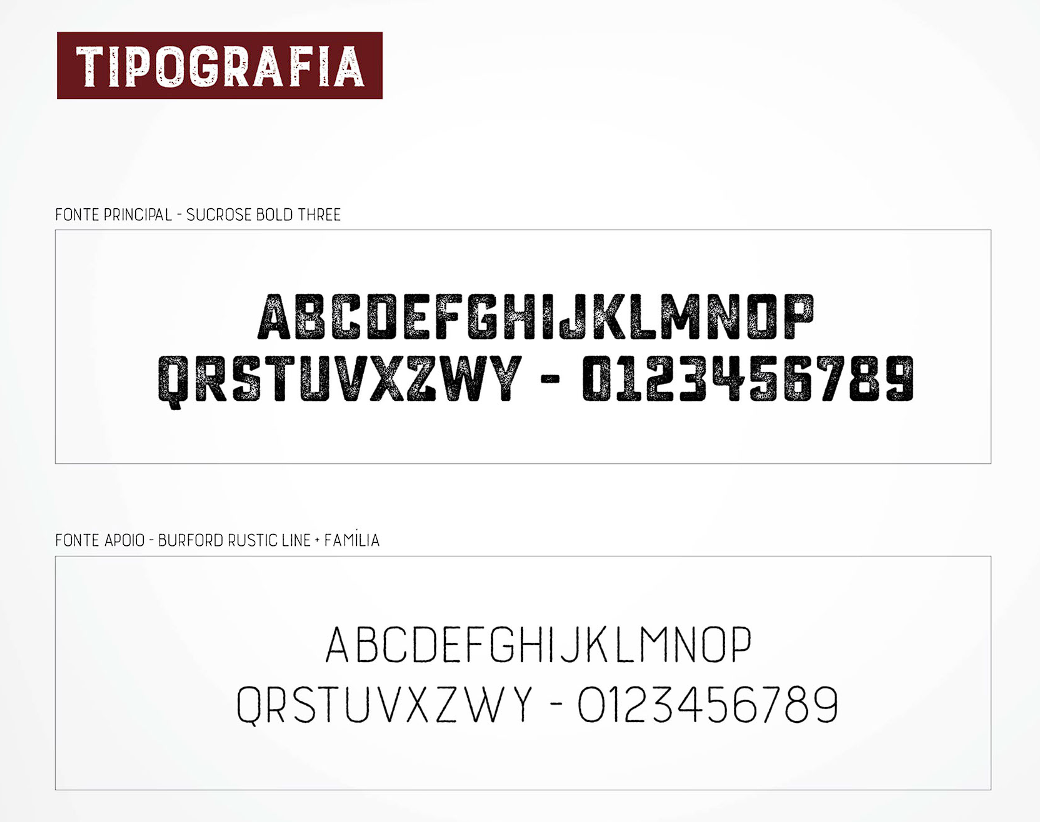 TIPOGRAFIA
FONTE PRINCIPAL - SUCROSE BOLD THREE
ABCDEFGHIJKLMNOP
QRSTUVXZWY - 0123456789
FONTE APOIO - BURFORD RUSTIC LINE + FAMÍLIA
ABCDEFGHIJKLMNOP
QRSTUVXZWY - 0123456789